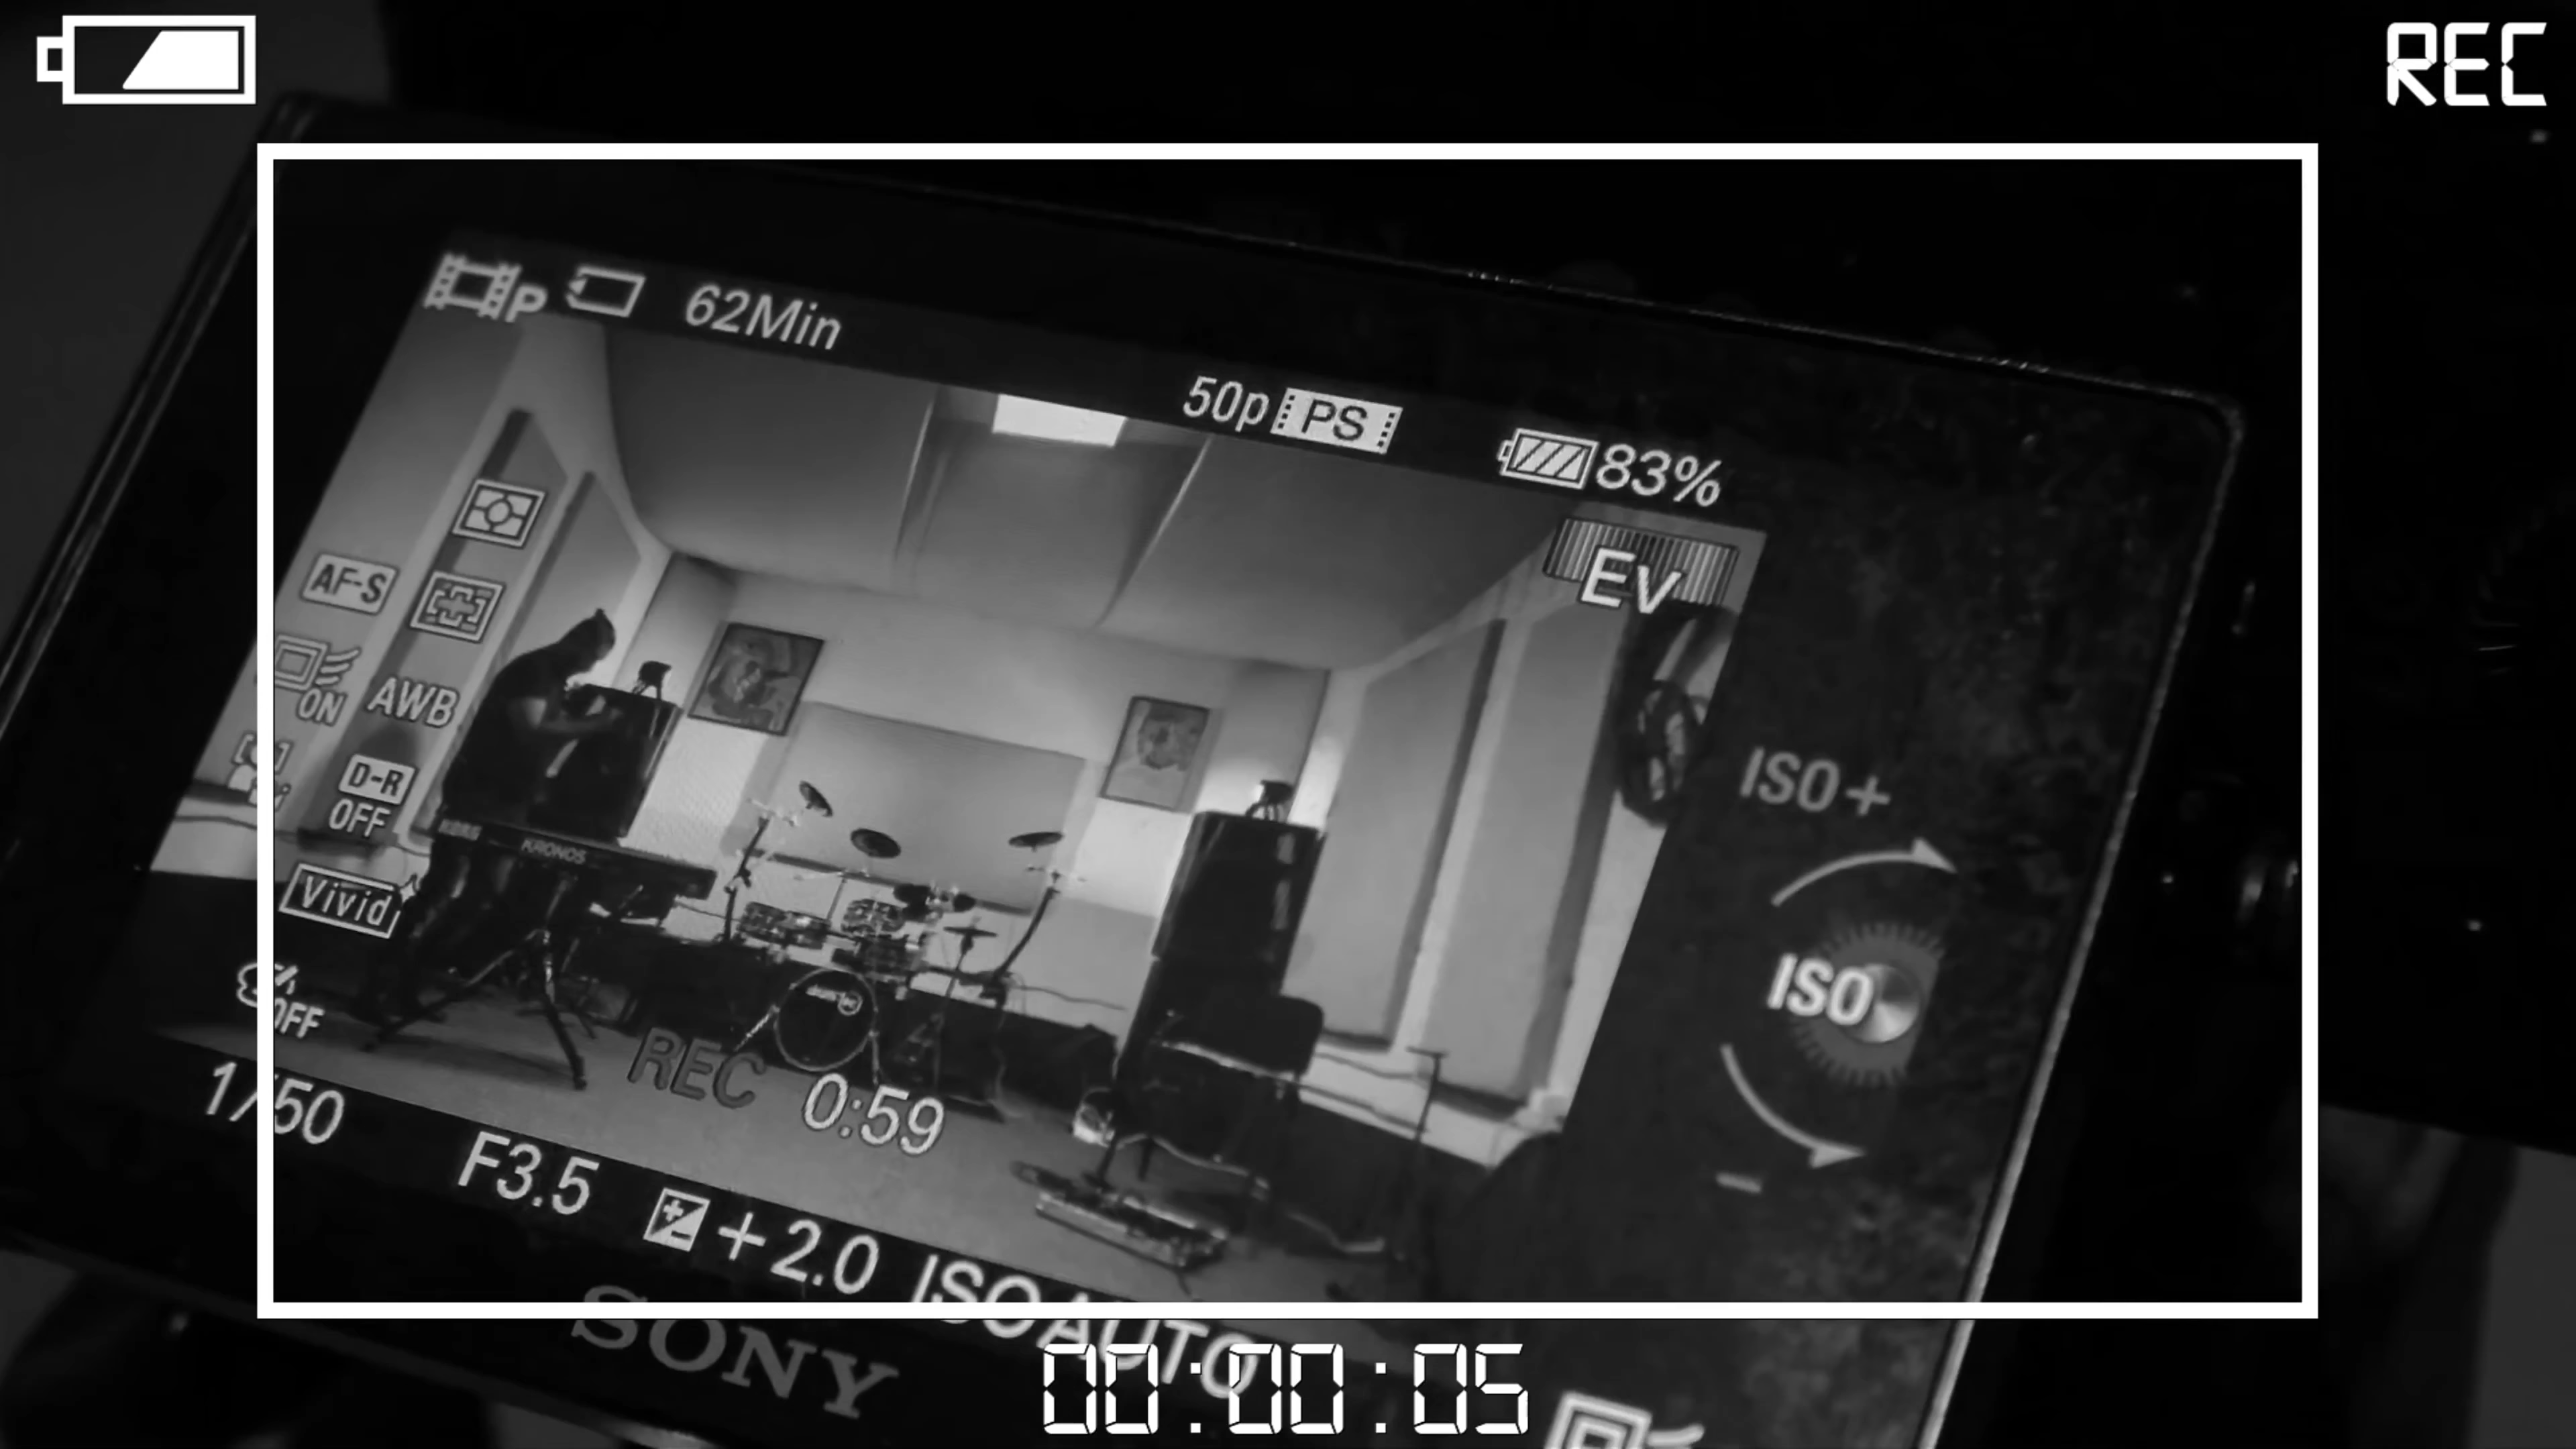 REC
62Min
50p PS
83%
Ev
AF-S
ON
AWB
D-R
OFF
Vivid
OFF
KORG
KRONOS
ISO+
ISO
REC 0:59
1/50
F3.5
+2.0
ISO AUTO
SONY
00:00:05